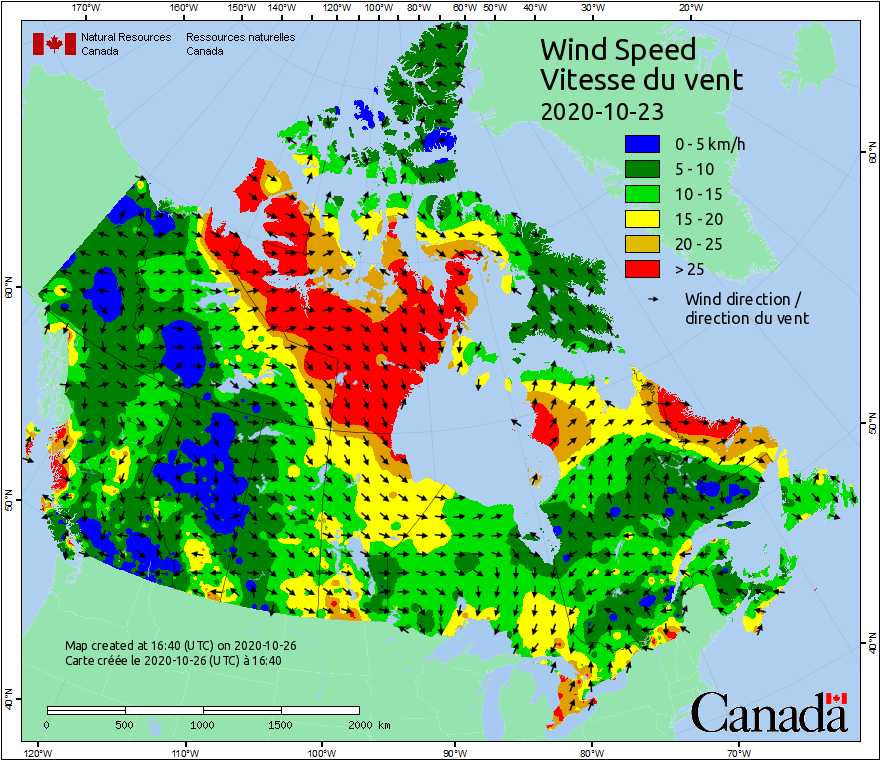 170°W 160°W 150°W 140°W 130°W 120°W 110°W 100°W 90°W 80°W 70°W 60°W 50°W 40°W 30°W 20°W
Natural Resources Canada
Ressources naturelles Canada
Wind Speed
Vitesse du vent
2020-10-23
0 - 5 km/h
5 - 10
10 - 15
15 - 20
20 - 25
> 25
Wind direction /
direction du vent
60°N
60°N
50°N
50°N
40°N
40°N
Map created at 16:40 (UTC) on 2020-10-26
Carte créée le 2020-10-26 (UTC) à 16:40
0 500 1000 1500 2000 km
Canada
120°W 110°W 100°W 90°W 80°W 70°W